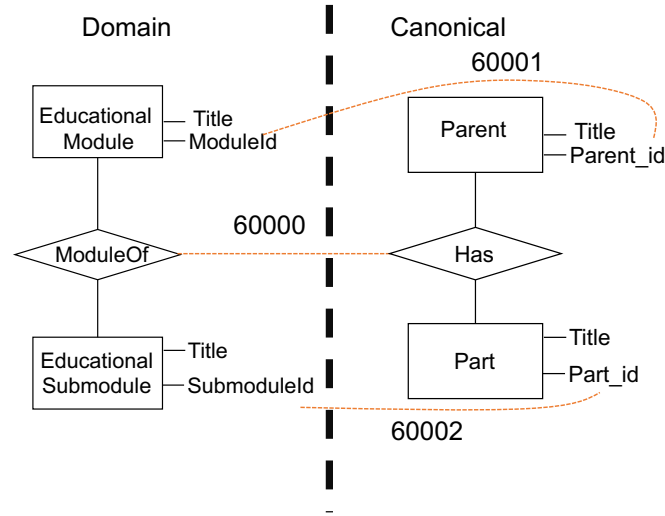 Domain
Canonical
60001
Educational
Module
Title
ModuleId
Parent
Title
Parent_id
60000
ModuleOf
Has
Educational
Submodule
Title
SubmoduleId
Part
Title
Part_id
60002